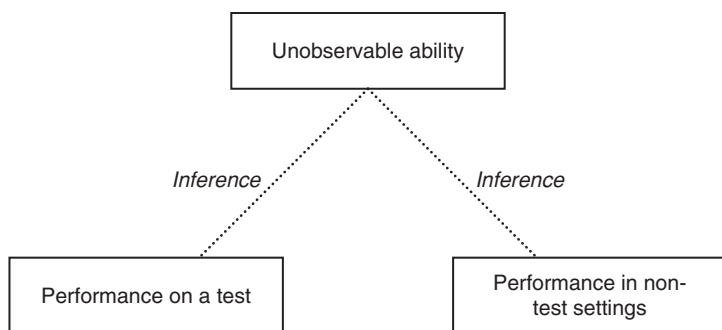 Unobservable ability
Inference
Inference
Performance on a test
Performance in non-
test settings